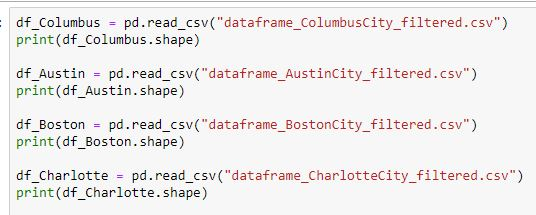 : df_Columbus = pd.read_csv("dataframe_ColumbusCity_filtered.csv")
print(df_Columbus.shape)
df_Austin = pd.read_csv("dataframe_AustinCity_filtered.csv")
print(df_Austin.shape)
df_Boston = pd.read_csv("dataframe_BostonCity_filtered.csv")
print(df_Boston.shape)
df_Charlotte = pd.read_csv("dataframe_CharlotteCity_filtered.csv")
print(df_Charlotte.shape)